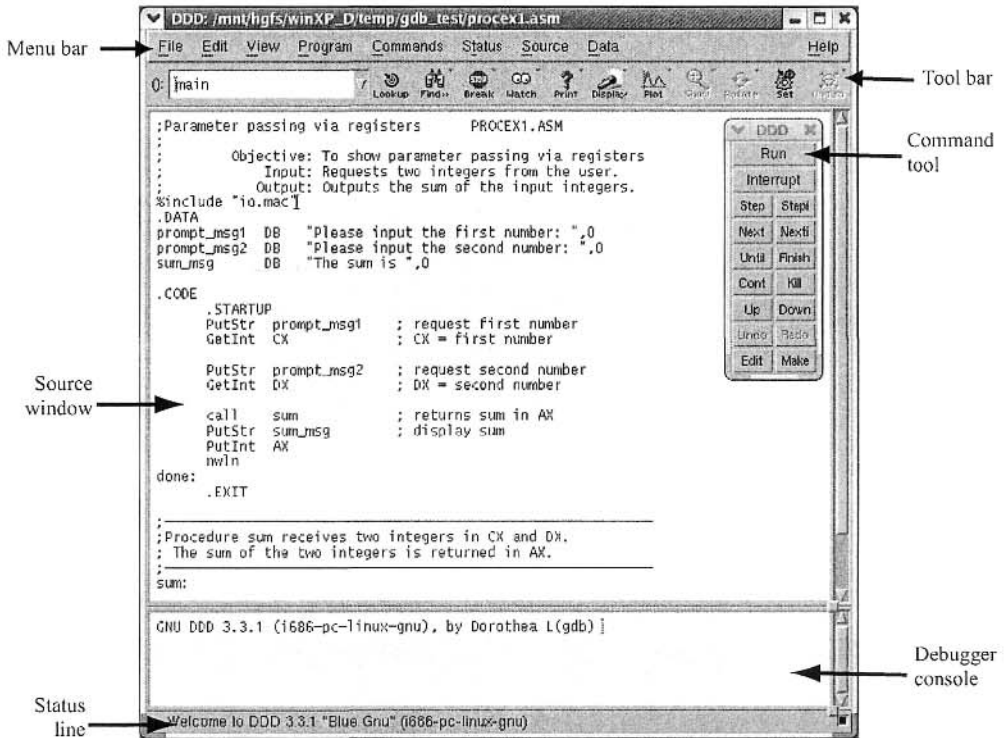 DDD: /mnt/hgfs/winXP_D/temp/gdb_test/procex1.asm
Menu bar
File Edit View Program Commands Status Source Data Help
Tool bar
(): main
Lookup Find>> Break Watch Print Display Plot Rotate Set
;Parameter passing via registers PROCEX1.ASM
;
; Objective: To show parameter passing via registers
; Input: Requests two integers from the user.
; Output: Outputs the sum of the input integers.
%include "io.mac"
.DATA
prompt_msg1 DB "Please input the first number: ",0
prompt_msg2 DB "Please input the second number: ",0
sum_msg DB "The sum is ",0
.CODE
.STARTUP
PutStr prompt_msg1 ; request first number
GetInt CX ; CX = first number
PutStr prompt_msg2 ; request second number
GetInt DX ; DX = second number
call sum ; returns sum in AX
PutStr sum_msg ; display sum
PutInt AX
nwln
done:
.EXIT
;
;Procedure sum receives two integers in CX and DX.
; The sum of the two integers is returned in AX.
;
sum:
DDD
Run
Interrupt
Step Stepi
Next Nexti
Until Finish
Cont Kill
Up Down
Undo Redo
Edit Make
Command
tool
Source
window
GNU DDD 3.3.1 (i686-pc-linux-gnu), by Dorothea L(gdb)
Debugger
console
Status
line
Welcome to DDD 3.3.1 "Blue Gnu" (i686-pc-linux-gnu)